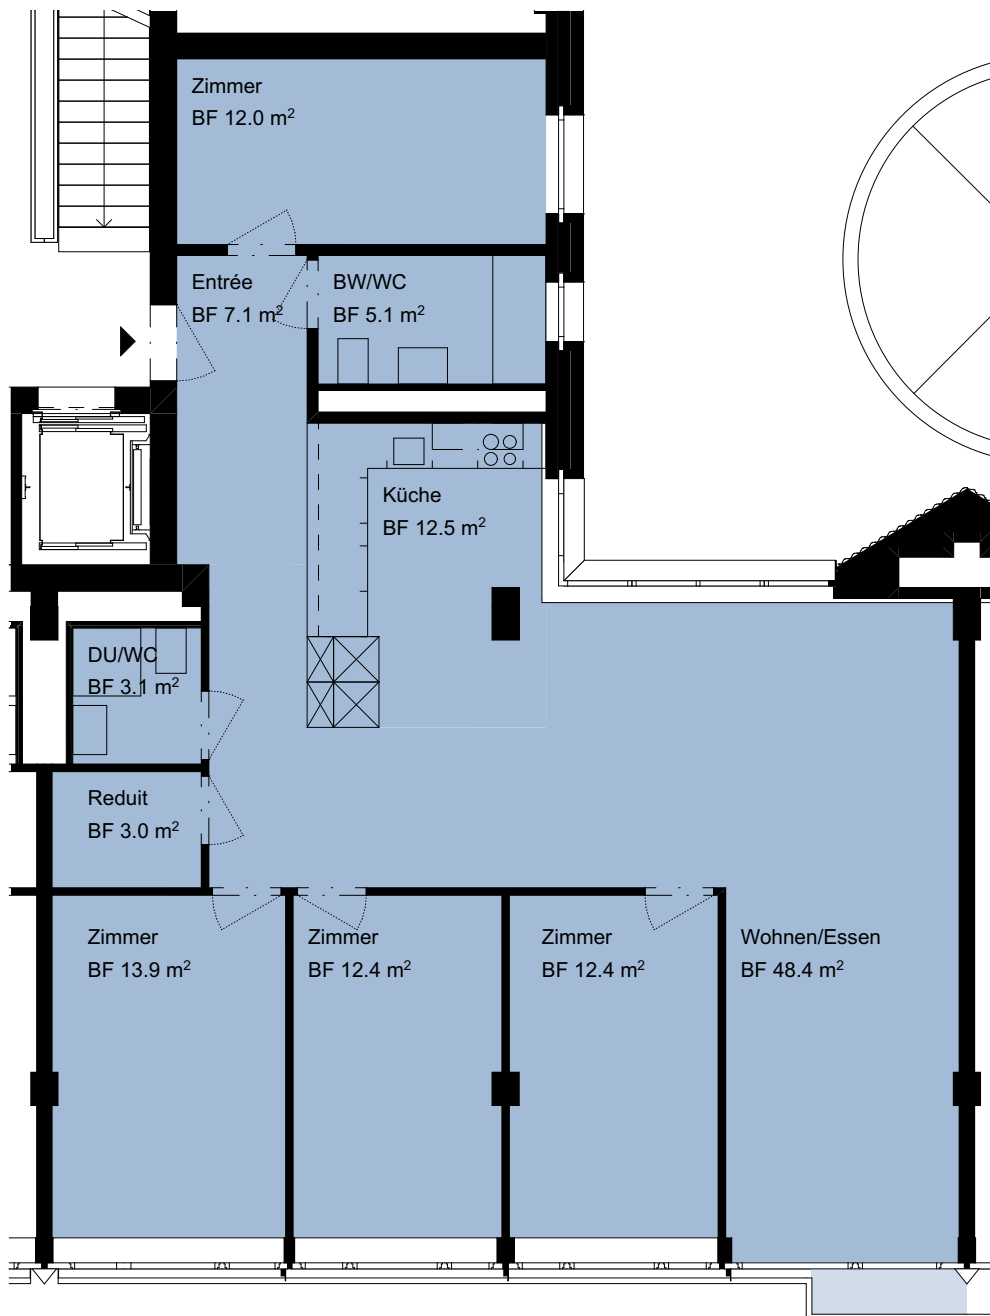 Zimmer
BF 12.0 m²
Entrée
BF 7.1 m²
BW/WC
BF 5.1 m²
Küche
BF 12.5 m²
DU/WC
BF 3.1 m²
Reduit
BF 3.0 m²
Zimmer
BF 13.9 m²
Zimmer
BF 12.4 m²
Zimmer
BF 12.4 m²
Wohnen/Essen
BF 48.4 m²